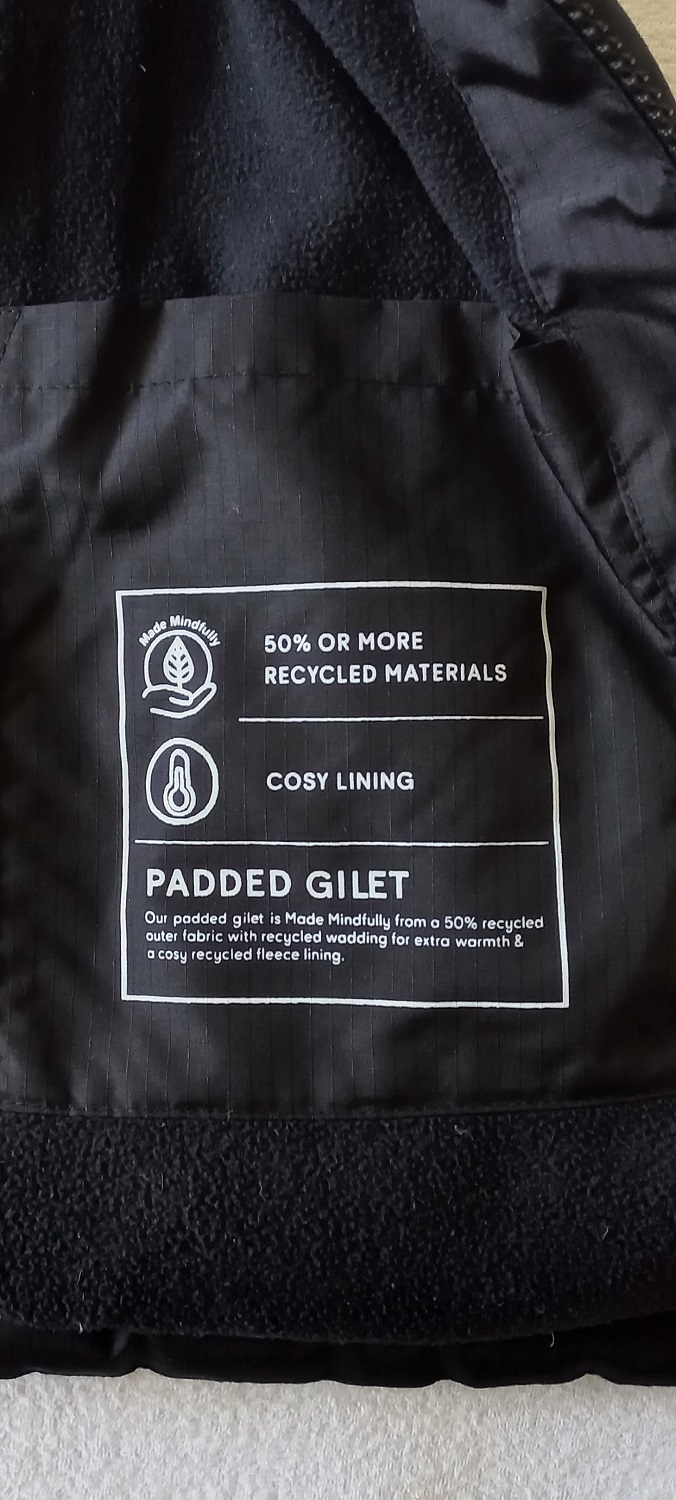 Made Mindfully
50% OR MORE
RECYCLED MATERIALS
COSY LINING
PADDED GILET
Our padded gilet is Made Mindfully from a 50% recycled
outer fabric with recycled wadding for extra warmth &
a cosy recycled fleece lining.